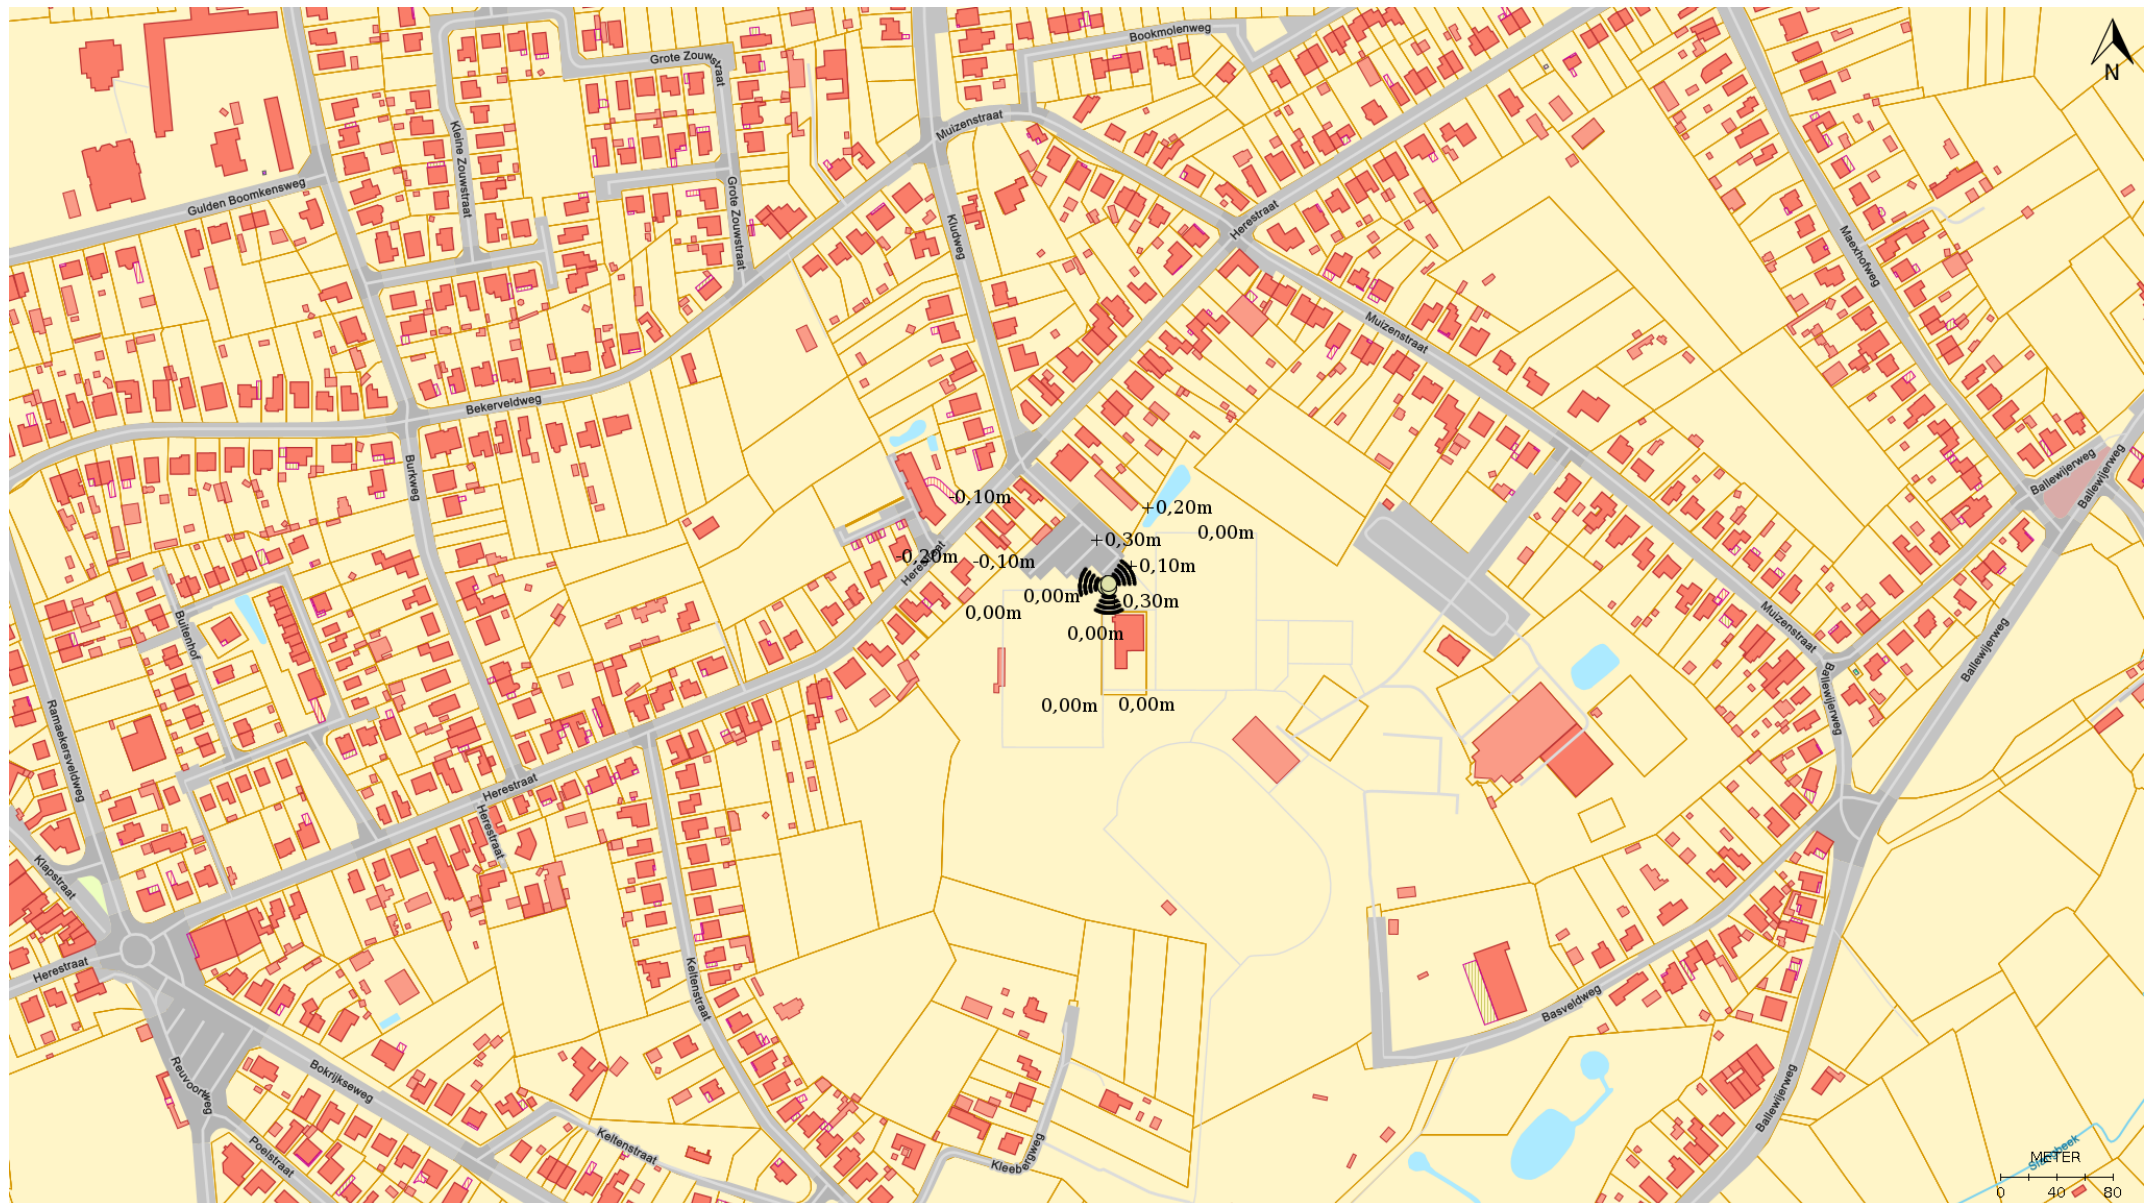 Bookmolenweg
N
Grote Zouwstraat
Muizenstraat
Kleine Zouwstraat
Gulden Boomkensweg
Grote Zouwstraat
Kludweg
Herestraat
Maexhofweg
Muizenstraat
Bekerveldweg
Burkweg
Ballewijerweg
Ballewijerweg
-0,10m
+0,20m
0,00m
+0,30m
-0,20m
-0,10m
+0,10m
0,00m
0,30m
0,00m
0,00m
Buitenhof
Muizenstraat
Ballewijerweg
Ballewijerweg
0,00m
0,00m
Ramaekersveldweg
Herestraat
Herestraat
Klapstraat
Herestraat
Keltenstraat
Basveldweg
Reuvoortweg
Bokrijkseweg
Ballewijerweg
Poelstraat
Keltenstraat
Kleebergweg
METER
0 40 80